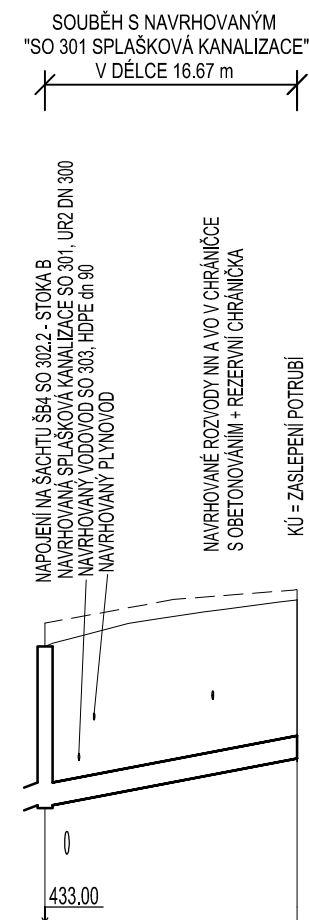 SOUBĚH S NAVRHOVANÝM
"SO 301 SPLAŠKOVÁ KANALIZACE"
V DÉLCE 16.67 m
NAPOJENÍ NA ŠACHTU ŠB4 SO 302.2 - STOKA B
NAVRHOVANÁ SPLAŠKOVÁ KANALIZACE SO 301, UR2 DN 300
NAVRHOVANÝ VODOVOD SO 303, HDPE dn 90
NAVRHOVANÝ PLYNOVOD
NAVRHOVANÉ ROZVODY NN A VO V CHRÁNIČCE
S OBETONOVÁNÍM + REZERVNÍ CHRÁNIČKA
KÚ = ZASLEPENÍ POTRUBÍ
433.00